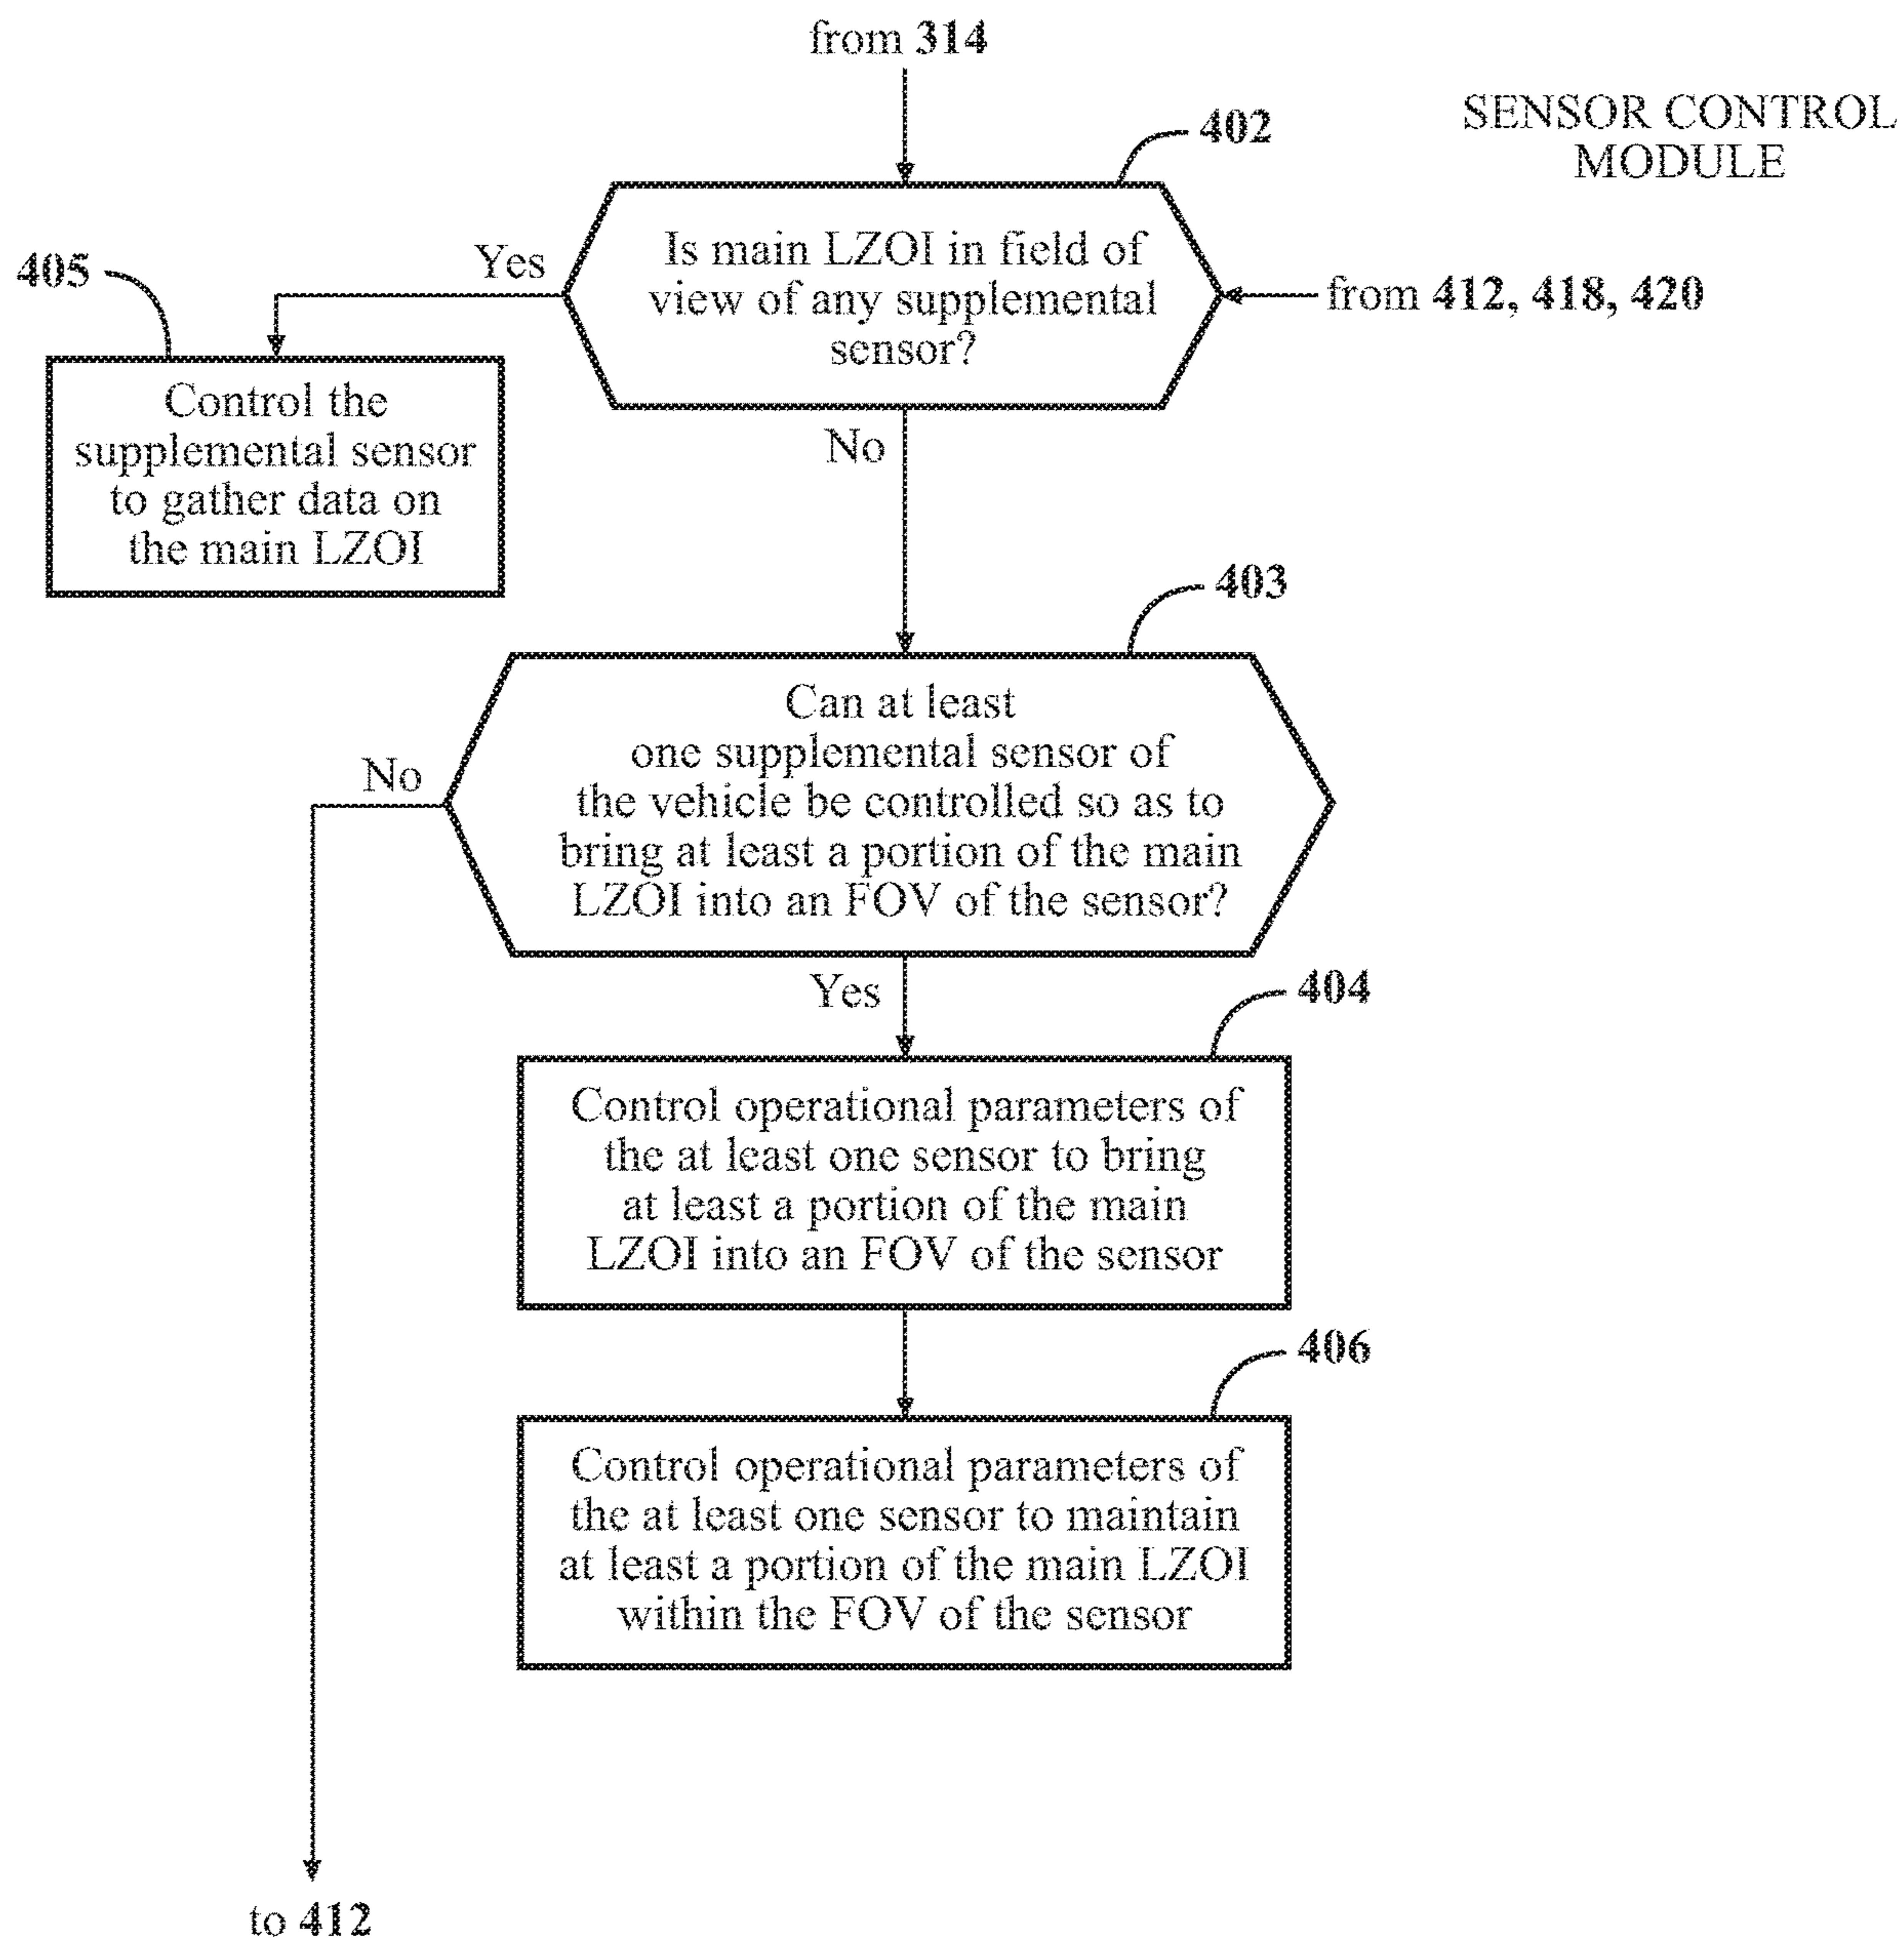 from 314
SENSOR CONTROL
MODULE
402
Is main LZOI in field of
view of any supplemental
sensor?
Yes
from 412, 418, 420
405
Control the
supplemental sensor
to gather data on
the main LZOI
No
403
Can at least
one supplemental sensor of
the vehicle be controlled so as to
bring at least a portion of the main
LZOI into an FOV of the sensor?
No
Yes
404
Control operational parameters of
the at least one sensor to bring
at least a portion of the main
LZOI into an FOV of the sensor
406
Control operational parameters of
the at least one sensor to maintain
at least a portion of the main LZOI
within the FOV of the sensor
to 412